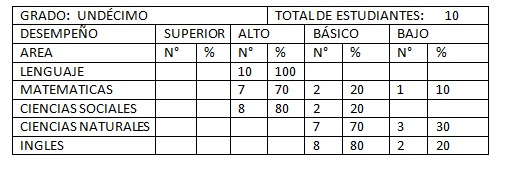 GRADO: UNDÉCIMO TOTAL DE ESTUDIANTES: 10
DESEMPEÑO SUPERIOR ALTO BÁSICO BAJO
AREA N° % N° % N° % N° %
LENGUAJE 10 100
MATEMATICAS 7 70 2 20 1 10
CIENCIAS SOCIALES 8 80 2 20
CIENCIAS NATURALES 7 70 3 30
INGLES 8 80 2 20